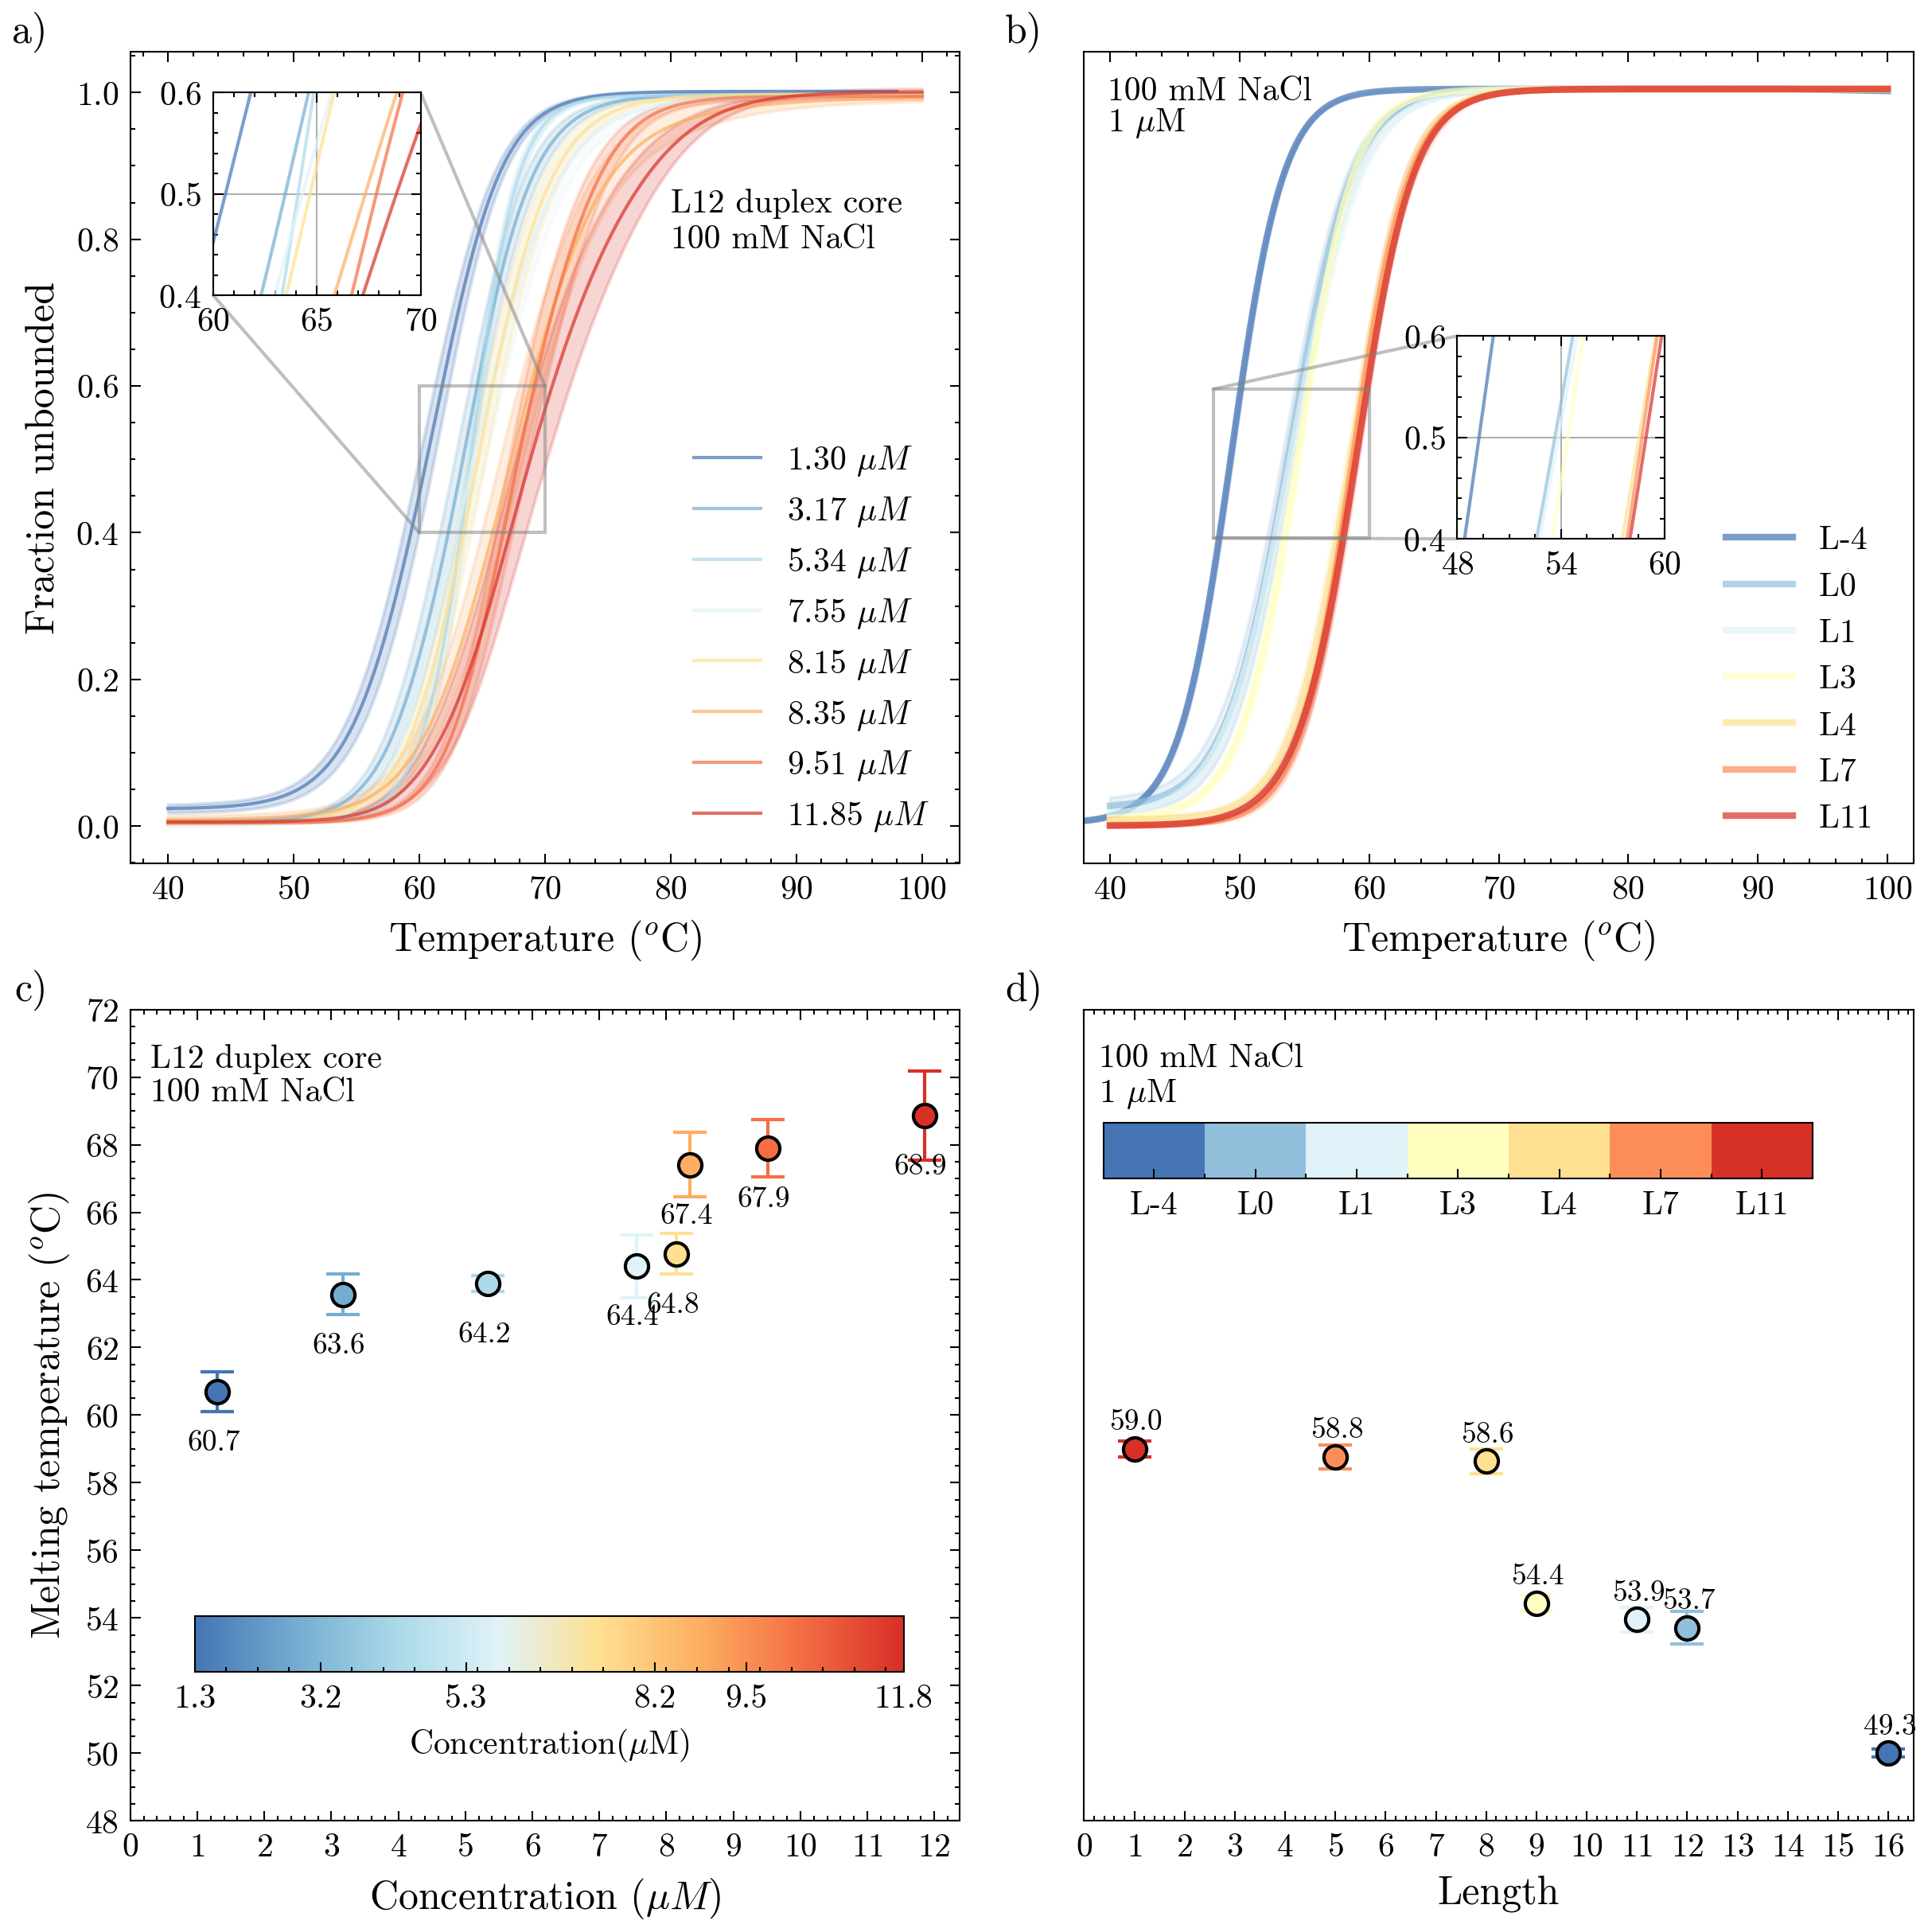 a)
1.0
0.8
0.6
0.4
0.2
0.0
Fraction unbounded
0.6
0.5
0.4
60 65 70
L12 duplex core
100 mM NaCl
1.30 μM
3.17 μM
5.34 μM
7.55 μM
8.15 μM
8.35 μM
9.51 μM
11.85 μM
40 50 60 70 80 90 100
Temperature (°C)
b)
100 mM NaCl
1 μM
0.6
0.5
0.4
48 54 60
L-4
L0
L1
L3
L4
L7
L11
40 50 60 70 80 90 100
Temperature (°C)
c)
72
70
68
66
64
62
60
58
56
54
52
50
48
Melting temperature (°C)
L12 duplex core
100 mM NaCl
60.7
63.6
64.2
64.4
64.8
67.4
67.9
68.9
1.3 3.2 5.3 8.2 9.5 11.8
Concentration(μM)
0 1 2 3 4 5 6 7 8 9 10 11 12
Concentration (μM)
d)
100 mM NaCl
1 μM
L-4 L0 L1 L3 L4 L7 L11
59.0
58.8
58.6
54.4
53.9
53.7
49.3
0 1 2 3 4 5 6 7 8 9 10 11 12 13 14 15 16
Length